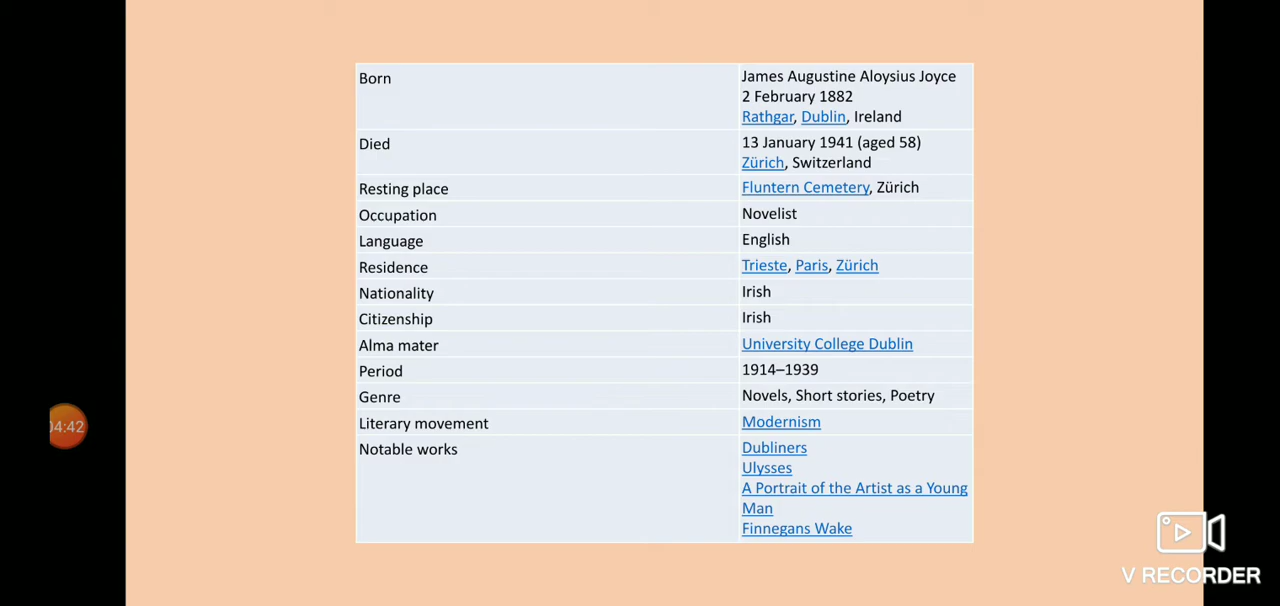 Born
James Augustine Aloysius Joyce
2 February 1882
Rathgar, Dublin, Ireland
Died
13 January 1941 (aged 58)
Zürich, Switzerland
Resting place
Fluntern Cemetery, Zürich
Occupation
Novelist
Language
English
Residence
Trieste, Paris, Zürich
Nationality
Irish
Citizenship
Irish
Alma mater
University College Dublin
Period
1914–1939
Genre
Novels, Short stories, Poetry
Literary movement
Modernism
Notable works
Dubliners
Ulysses
A Portrait of the Artist as a Young
Man
Finnegans Wake
04:42
V RECORDER